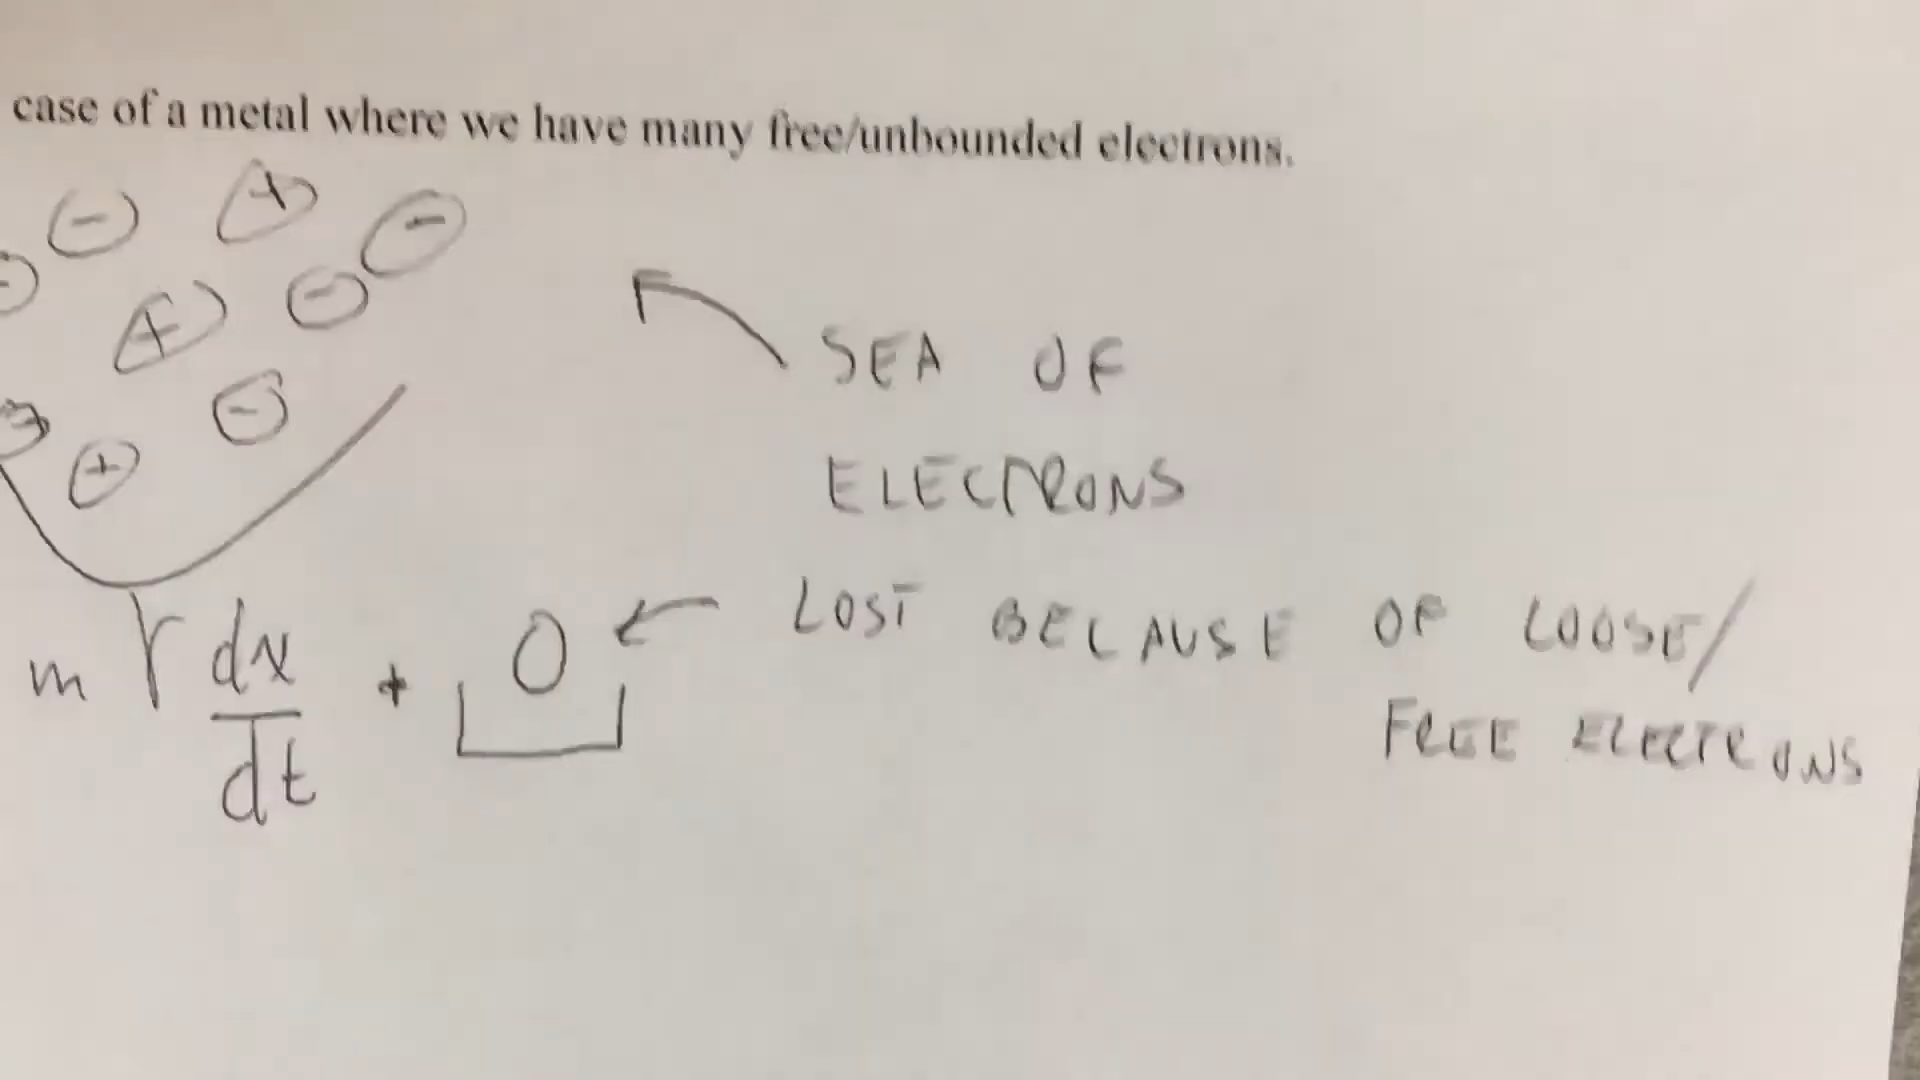 case of a metal where we have many free/unbounded electrons.
- + -
- + -
+ -
SEA OF
ELECTRONS
m γ dx/dt + 0 ← LOST BECAUSE OF LOOSE/
FREE ELECTRONS